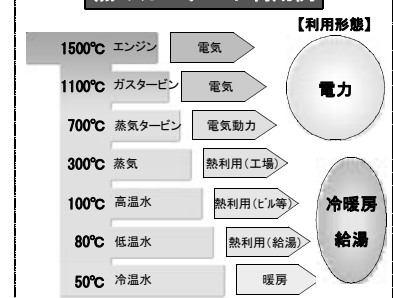 【利用形態】
1500℃ エンジン 電気
1100℃ ガスタービン 電気
電力
700℃ 蒸気タービン 電気動力
300℃ 蒸気 熱利用(工場)
100℃ 高温水 熱利用(ビル等)
冷暖房
80℃ 低温水 熱利用(給湯)
給湯
50℃ 冷温水 暖房